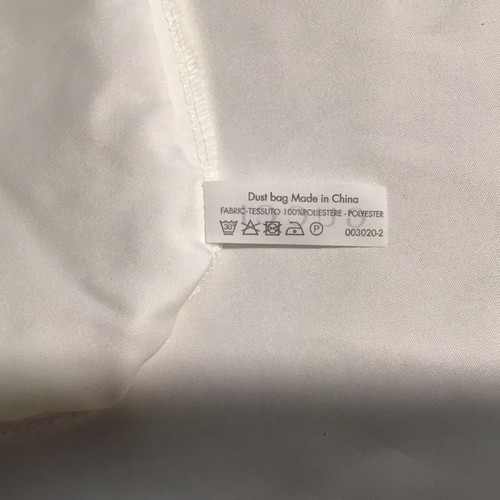 Dust bag Made in China
FABRIC-TESSUTO 100%POLIESTERE - POLYESTER
30° P 003020-2